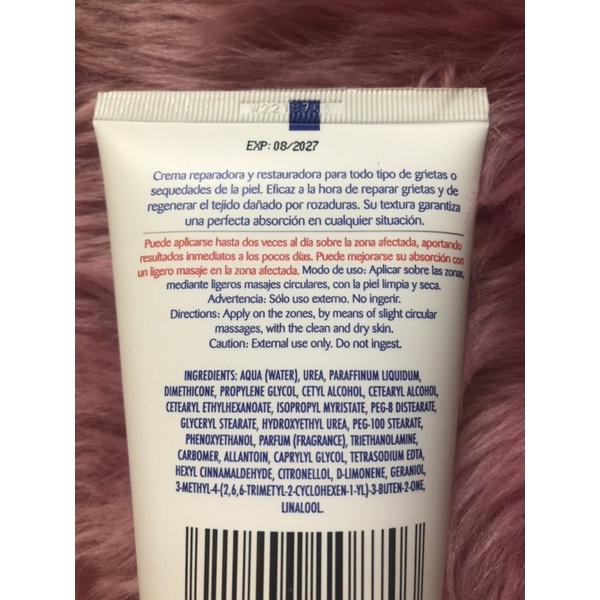 EXP: 08/2027
Crema reparadora y restauradora para todo tipo de grietas o
sequedades de la piel. Eficaz a la hora de reparar grietas y de
regenerar el tejido dañado por rozaduras. Su textura garantiza
una perfecta absorción en cualquier situación.
Puede aplicarse hasta dos veces al día sobre la zona afectada, aportando
resultados inmediatos a los pocos días. Puede mejorarse su absorción con
un ligero masaje en la zona afectada. Modo de uso: Aplicar sobre las zonas,
mediante ligeros masajes circulares, con la piel limpia y seca.
Advertencia: Sólo uso externo. No ingerir.
Directions: Apply on the zones, by means of slight circular
massages, with the clean and dry skin.
Caution: External use only. Do not ingest.
INGREDIENTS: AQUA (WATER), UREA, PARAFFINUM LIQUIDUM,
DIMETHICONE, PROPYLENE GLYCOL, CETYL ALCOHOL, CETEARYL ALCOHOL,
CETEARYL ETHYLHEXANOATE, ISOPROPYL MYRISTATE, PEG-8 DISTEARATE,
GLYCERYL STEARATE, HYDROXYETHYL UREA, PEG-100 STEARATE,
PHENOXYETHANOL, PARFUM (FRAGRANCE), TRIETHANOLAMINE,
CARBOMER, ALLANTOIN, CAPRYLYL GLYCOL, TETRASODIUM EDTA,
HEXYL CINNAMALDEHYDE, CITRONELLOL, D-LIMONENE, GERANIOL,
3-METHYL-4-(2,6,6-TRIMETYL-2-CYCLOHEXEN-1-YL)-3-BUTEN-2-ONE,
LINALOOL.